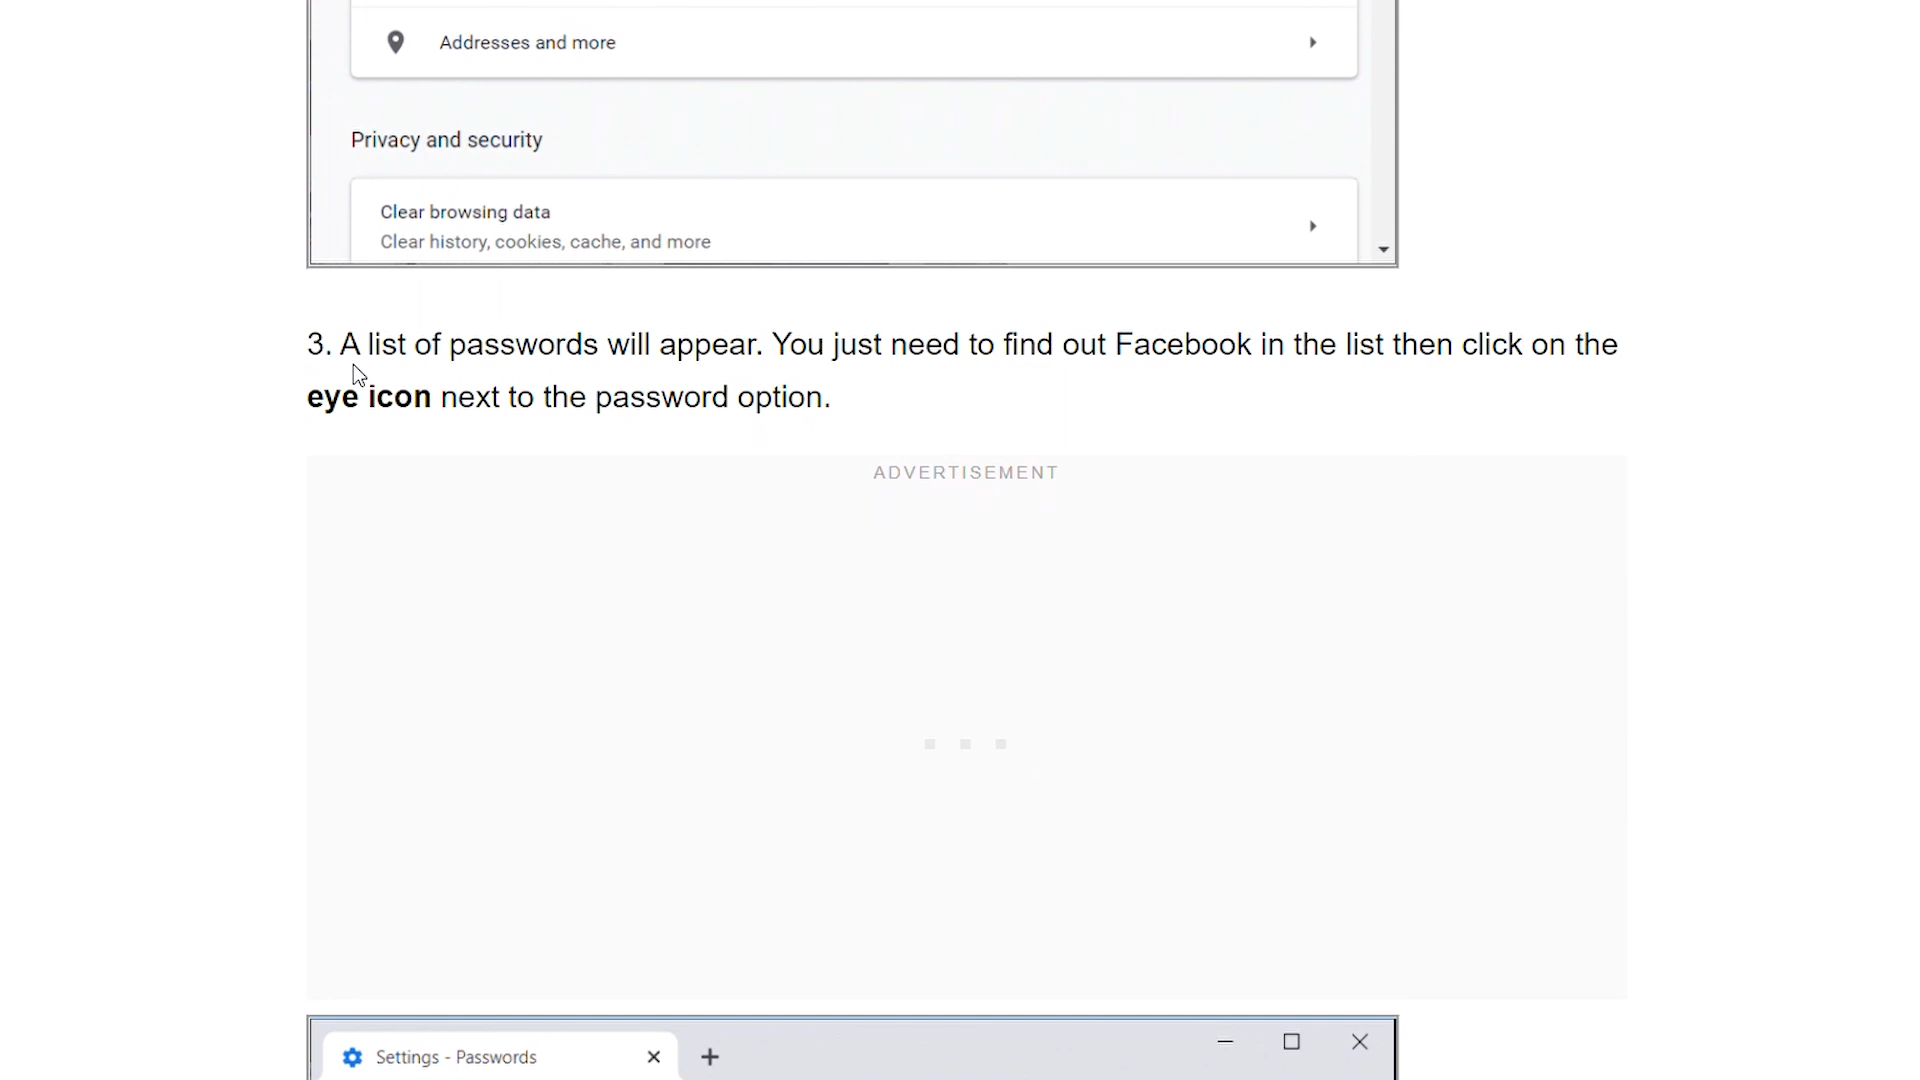 Addresses and more
Privacy and security
Clear browsing data
Clear history, cookies, cache, and more
3. A list of passwords will appear. You just need to find out Facebook in the list then click on the
eye icon next to the password option.
ADVERTISEMENT
Settings - Passwords